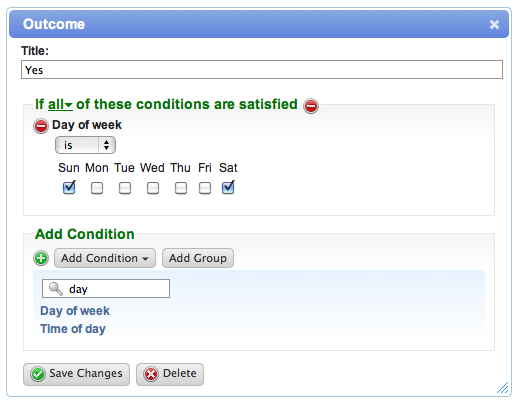 Outcome
Title:
Yes
If all of these conditions are satisfied
Day of week
is
Sun Mon Tue Wed Thu Fri Sat
Add Condition
Add Condition Add Group
day
Day of week
Time of day
Save Changes Delete